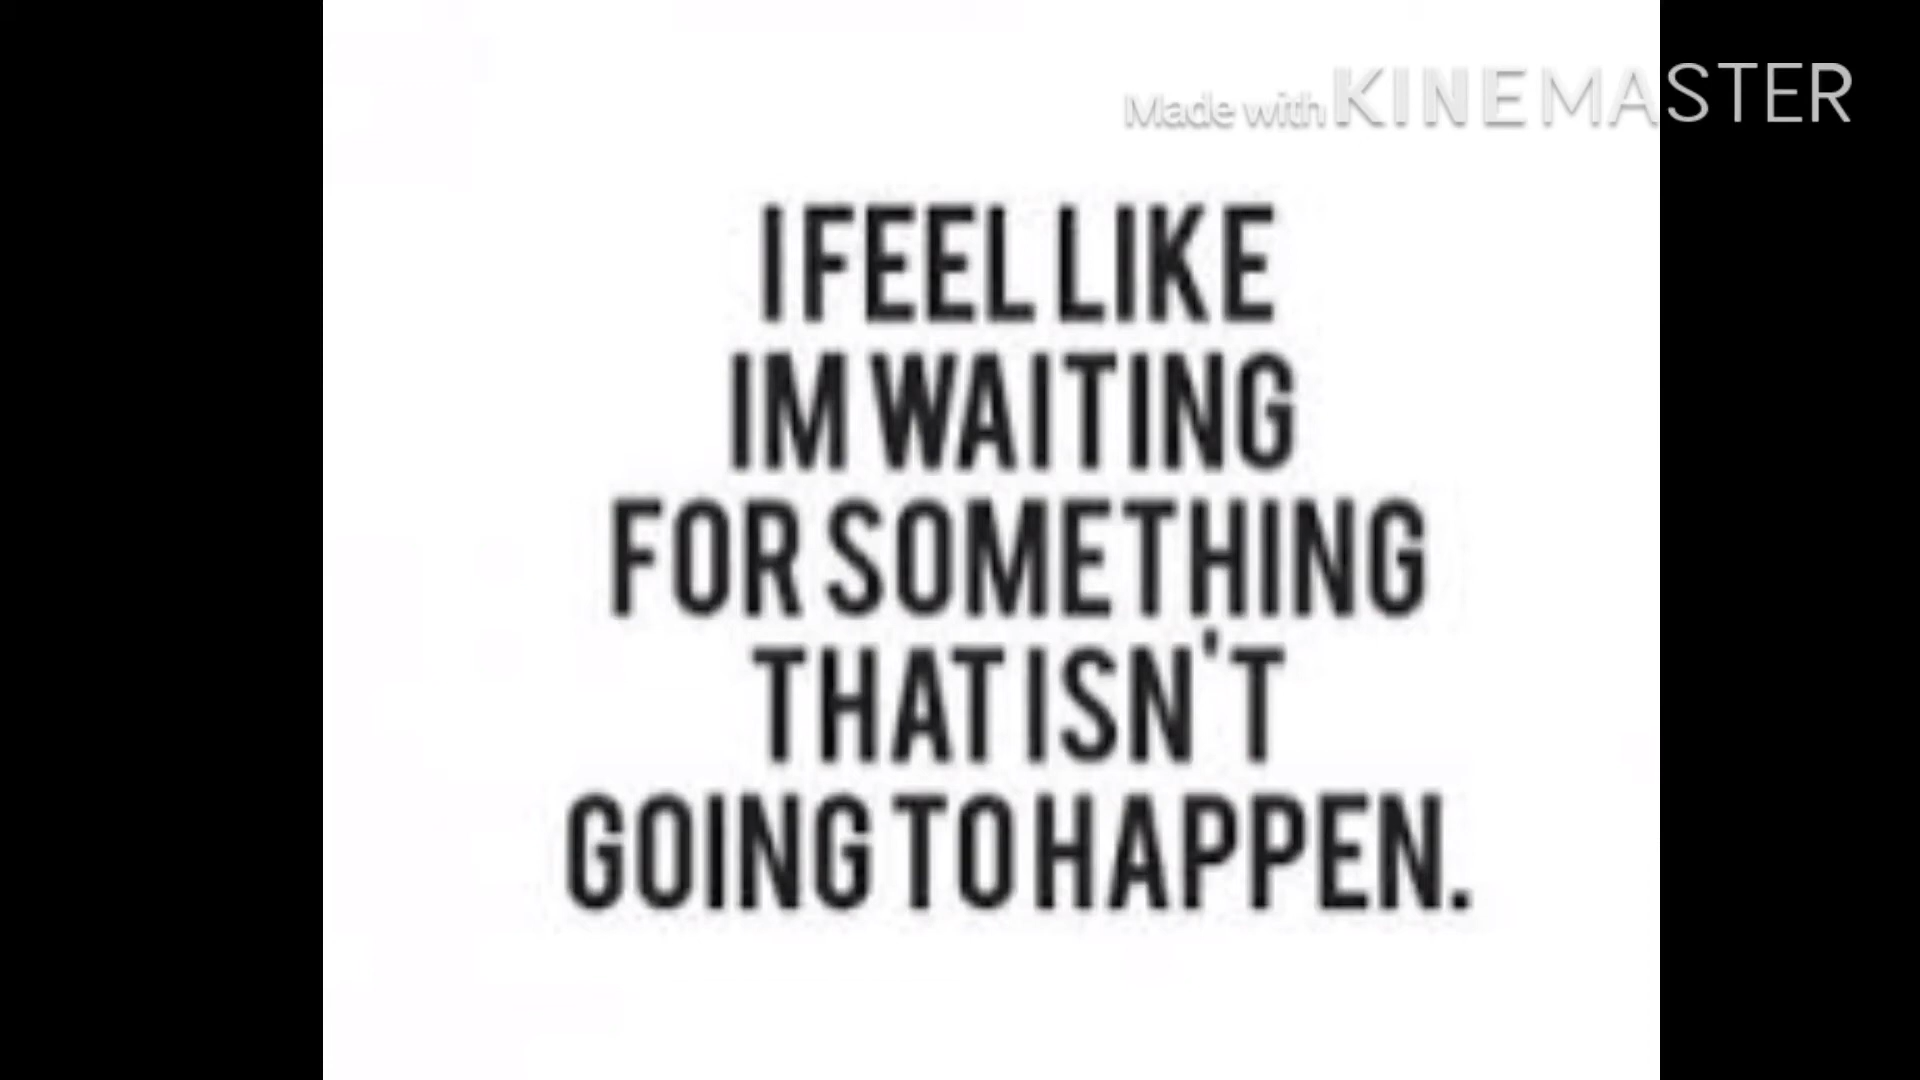 Made with KINEMASTER
I FEEL LIKE
IM WAITING
FOR SOMETHING
THAT ISN'T
GOING TO HAPPEN.